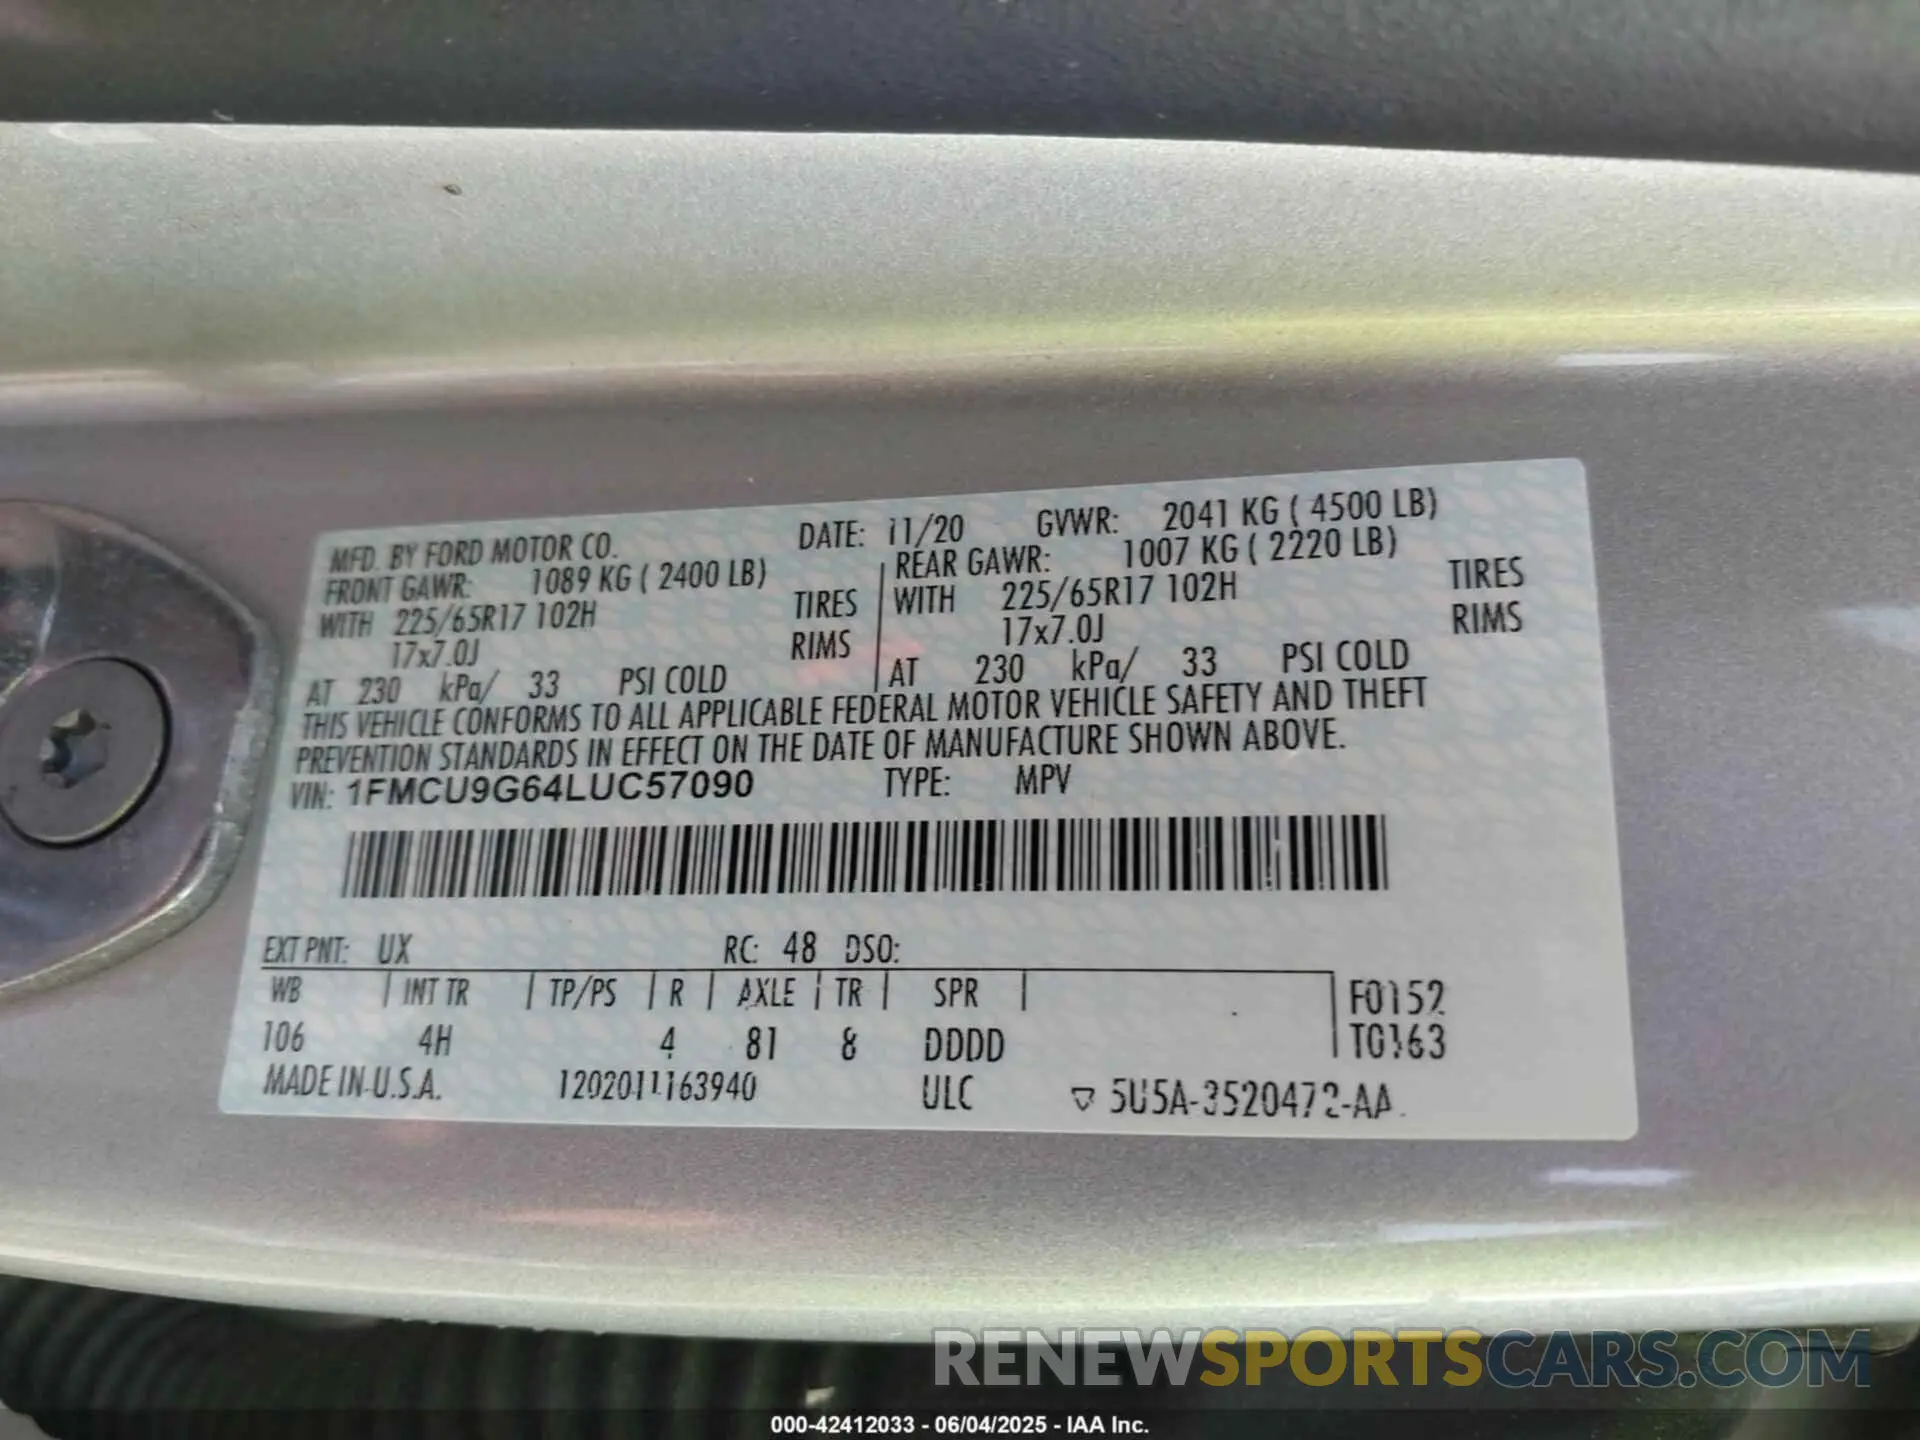 MFD. BY FORD MOTOR CO. DATE: 11/20 GVWR: 2041 KG ( 4500 LB)
FRONT GAWR: 1089 KG ( 2400 LB) REAR GAWR: 1007 KG ( 2220 LB)
WITH 225/65R17 102H TIRES WITH 225/65R17 102H TIRES
17x7.0J RIMS 17x7.0J RIMS
AT 230 kPa/ 33 PSI COLD AT 230 kPa/ 33 PSI COLD
THIS VEHICLE CONFORMS TO ALL APPLICABLE FEDERAL MOTOR VEHICLE SAFETY AND THEFT
PREVENTION STANDARDS IN EFFECT ON THE DATE OF MANUFACTURE SHOWN ABOVE.
VIN: 1FMCU9G64LUC57090 TYPE: MPV
EXT PNT: UX RC: 48 DSO:
WB INT TR TP/PS R AXLE TR SPR F0152
106 4H 4 81 8 DDDD T0163
MADE IN U.S.A. 1202011163940 ULC 5U5A-3520472-AA
RENEWSPORTSCARS.COM
000-42412033 - 06/04/2025 - IAA Inc.